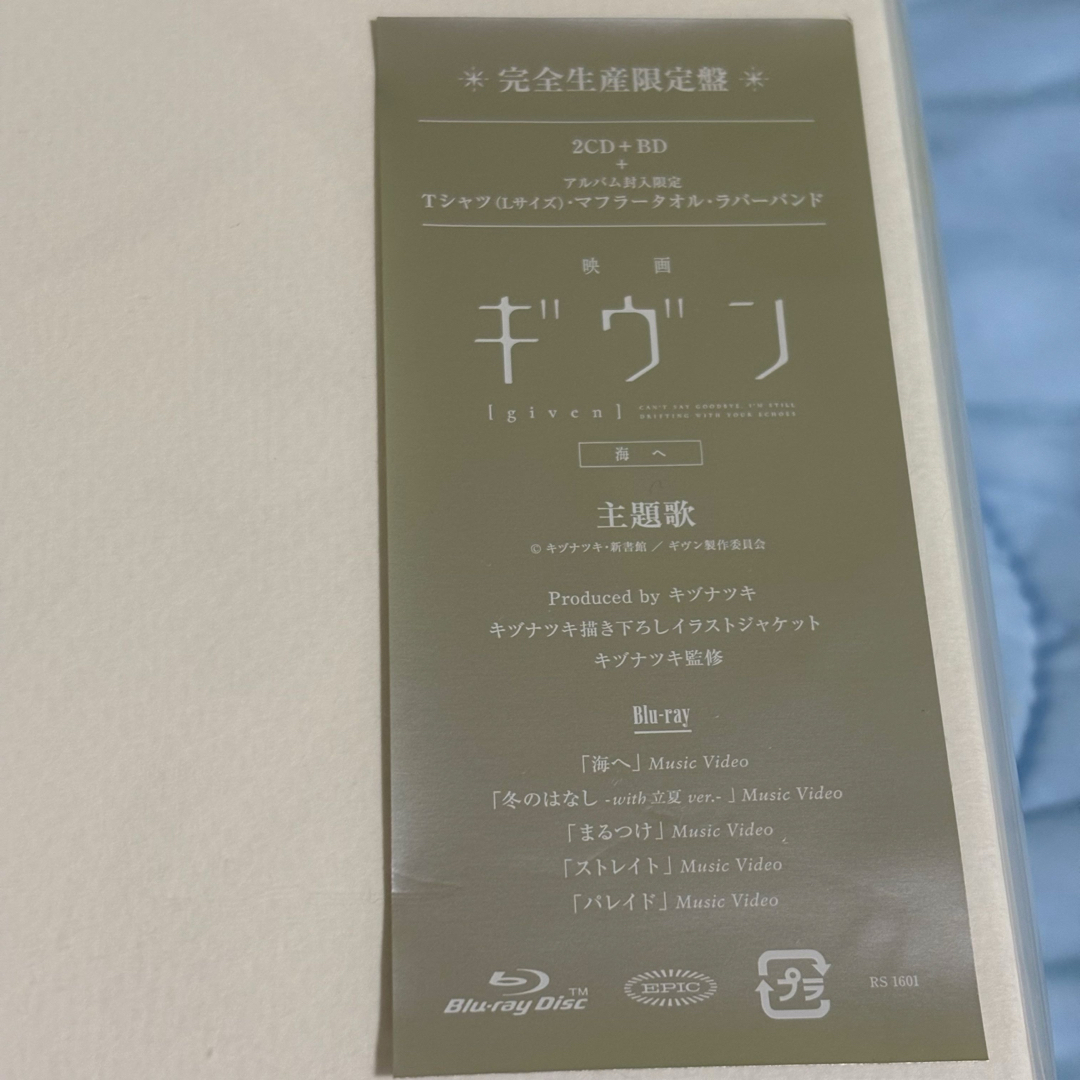 完全生産限定盤
2CD+BD
+
アルバム封入限定
Tシャツ(Lサイズ)・マフラータオル・ラバーバンド
映 画
ギヴン
[given]
CAN'T SAY GOODBYE, I'M STILL
DRIFTING WITH YOUR ECHOES
海 へ
主題歌
© キヅナツキ・新書館 / ギヴン製作委員会
Produced by キヅナツキ
キヅナツキ描き下ろしイラストジャケット
キヅナツキ監修
Blu-ray
「海へ」Music Video
「冬のはなし -with 立夏 ver.- 」Music Video
「まるつけ」Music Video
「ストレイト」Music Video
「パレイド」Music Video
Blu-ray Disc™
EPIC
プラ
RS 1601